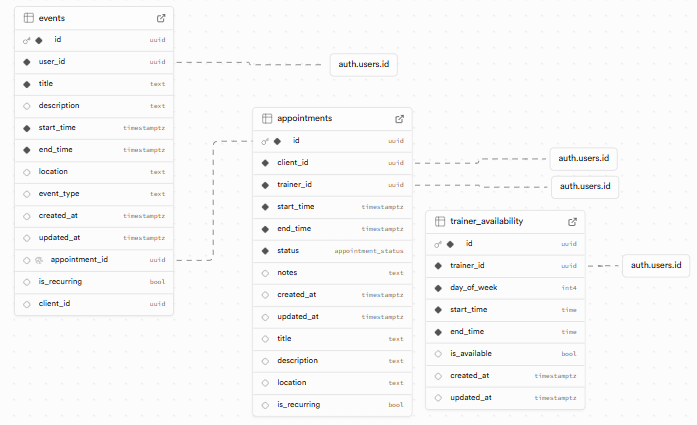 events
id uuid
user_id uuid
title text
description text
start_time timestamptz
end_time timestamptz
location text
event_type text
created_at timestamptz
updated_at timestamptz
appointment_id uuid
is_recurring bool
client_id uuid
auth.users.id
appointments
id uuid
client_id uuid
trainer_id uuid
start_time timestamptz
end_time timestamptz
status appointment_status
notes text
created_at timestamptz
updated_at timestamptz
title text
description text
location text
is_recurring bool
auth.users.id
auth.users.id
trainer_availability
id uuid
trainer_id uuid
day_of_week int4
start_time time
end_time time
is_available bool
created_at timestamptz
updated_at timestamptz
auth.users.id